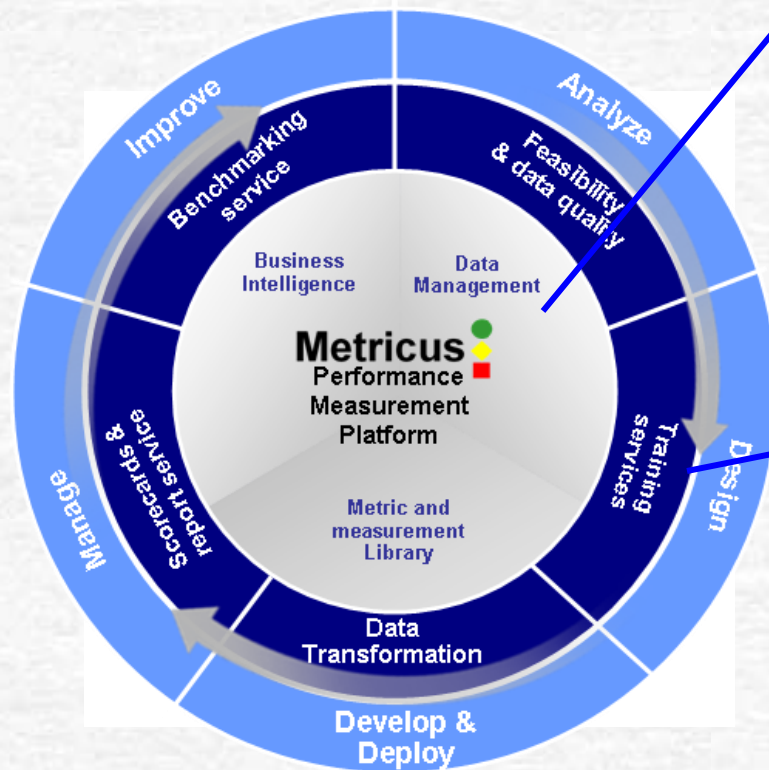 Improve
Analyze
Benchmarking
service
Feasibility
& data quality
Business
Intelligence
Data
Management
Metricus
Performance
Measurement
Platform
Scorecards &
report service
Training
services
Manage
Design
Metric and
measurement
Library
Data
Transformation
Develop &
Deploy